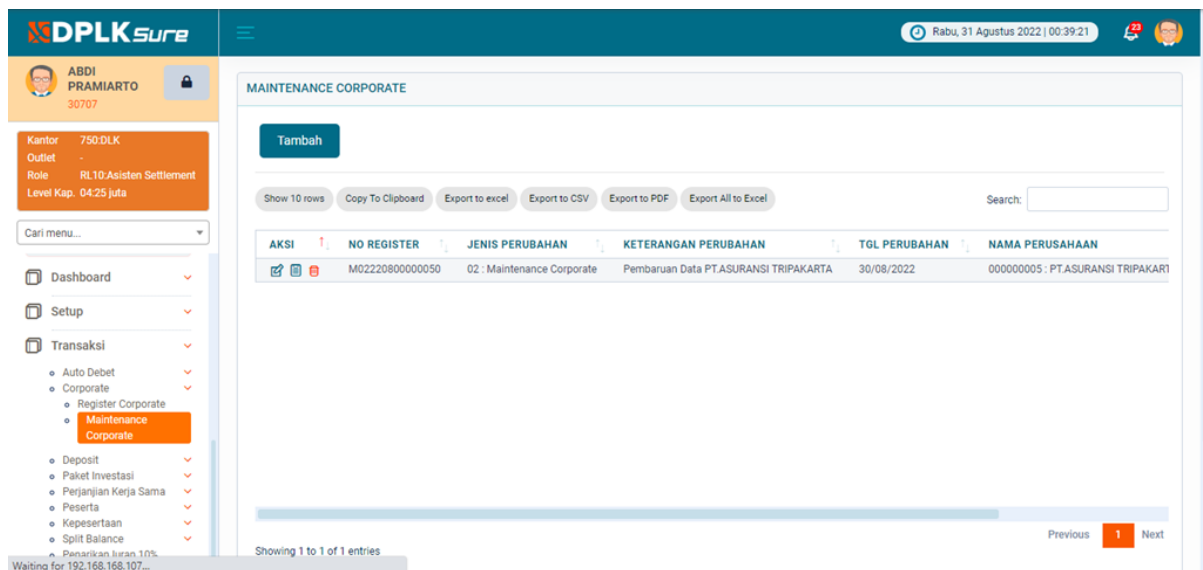 DPLKsure
Rabu, 31 Agustus 2022 | 00:39:21
23
ABDI
PRAMIARTO
30707
Kantor 750:DLK
Outlet -
Role RL10:Asisten Settlement
Level Kap. 04:25 juta
Cari menu...
Dashboard
Setup
Transaksi
Auto Debet
Corporate
Register Corporate
Maintenance
Corporate
Deposit
Paket Investasi
Perjanjian Kerja Sama
Peserta
Kepesertaan
Split Balance
Penarikan Iuran 10%
Waiting for 192.168.168.107...
MAINTENANCE CORPORATE
Tambah
Show 10 rows Copy To Clipboard Export to excel Export to CSV Export to PDF Export All to Excel Search:
AKSI NO REGISTER JENIS PERUBAHAN KETERANGAN PERUBAHAN TGL PERUBAHAN NAMA PERUSAHAAN
M02220800000050 02 : Maintenance Corporate Pembaruan Data PT.ASURANSI TRIPAKARTA 30/08/2022 000000005 : PT.ASURANSI TRIPAKART
Previous 1 Next
Showing 1 to 1 of 1 entries